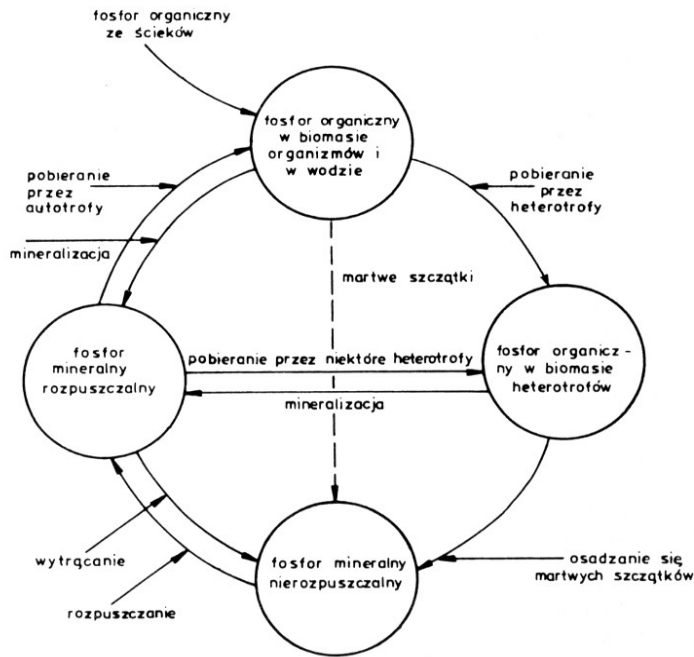 fosfor organiczny
ze ścieków
fosfor organiczny
w biomasie
organizmów i
w wodzie
pobieranie
przez
autotrofy
pobieranie
przez
heterotrofy
mineralizacja
martwe szczątki
fosfor
mineralny
rozpuszczalny
pobieranie przez niektóre heterotrofy
mineralizacja
fosfor organicz-
ny w biomasie
heterotrofów
wytrącanie
rozpuszczanie
fosfor mineralny
nierozpuszczalny
osadzanie się
martwych szczątków